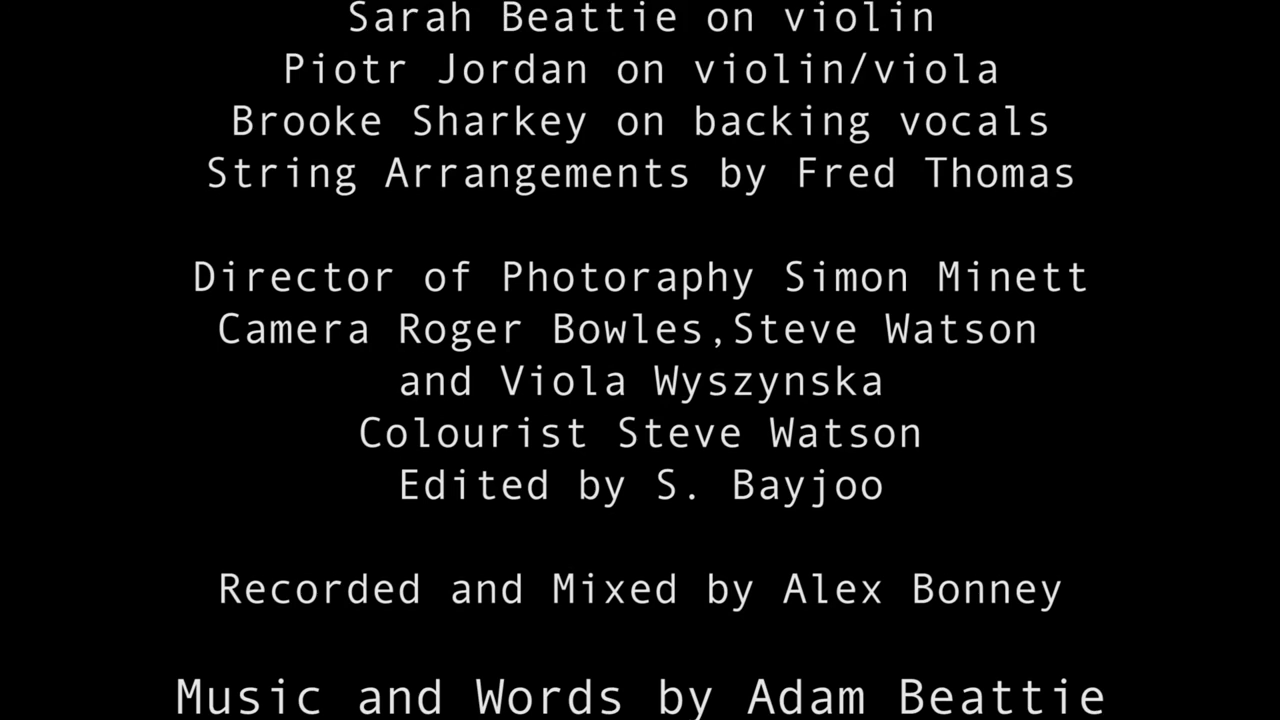 Sarah Beattie on violin
Piotr Jordan on violin/viola
Brooke Sharkey on backing vocals
String Arrangements by Fred Thomas
Director of Photoraphy Simon Minett
Camera Roger Bowles,Steve Watson
and Viola Wyszynska
Colourist Steve Watson
Edited by S. Bayjoo
Recorded and Mixed by Alex Bonney
Music and Words by Adam Beattie